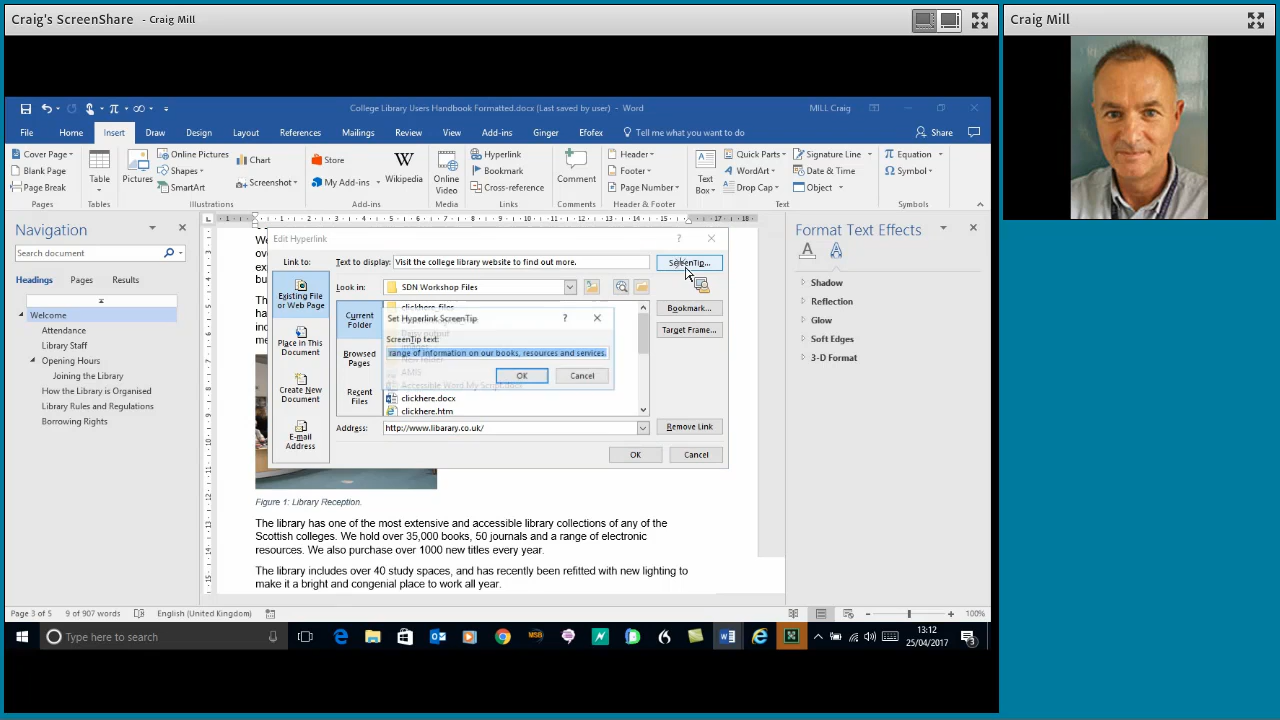 Craig's ScreenShare - Craig Mill
Craig Mill
College Library Users Handbook Formatted.docx (Last saved by user) - Word
MILL Craig
File Home Insert Draw Design Layout References Mailings Review View Add-ins Ginger Efofex Tell me what you want to do Share
Cover Page
Blank Page
Page Break
Pages
Table
Tables
Pictures
Online Pictures
Shapes
SmartArt
Chart
Screenshot
Illustrations
Store
My Add-ins
Wikipedia
Add-ins
Online Video
Media
Hyperlink
Bookmark
Cross-reference
Links
Comment
Comments
Header
Footer
Page Number
Header & Footer
Text Box
Quick Parts
WordArt
Drop Cap
Signature Line
Date & Time
Object
Text
Equation
Symbol
Symbols
Navigation
Search document
Headings Pages Results
Welcome
Attendance
Library Staff
Opening Hours
Joining the Library
How the Library is Organised
Library Rules and Regulations
Borrowing Rights
Edit Hyperlink
Link to:
Text to display: Visit the college library website to find out more.
ScreenTip...
Existing File or Web Page
Place in This Document
Create New Document
E-mail Address
Look in: SDN Workshop Files
Current Folder
Browsed Pages
Recent Files
clickhere_files
Set Hyperlink ScreenTip
ScreenTip text:
range of information on our books, resources and services.
OK Cancel
AMIS
Accessible Word My Script.docx
clickhere.docx
clickhere.htm
Bookmark...
Target Frame...
Address: http://www.libarary.co.uk/
Remove Link
OK Cancel
Figure 1: Library Reception.
The library has one of the most extensive and accessible library collections of any of the
Scottish colleges. We hold over 35,000 books, 50 journals and a range of electronic
resources. We also purchase over 1000 new titles every year.
The library includes over 40 study spaces, and has recently been refitted with new lighting to
make it a bright and congenial place to work all year.
Format Text Effects
Shadow
Reflection
Glow
Soft Edges
3-D Format
Page 3 of 5 9 of 907 words English (United Kingdom) 100%
Type here to search
13:12
25/04/2017